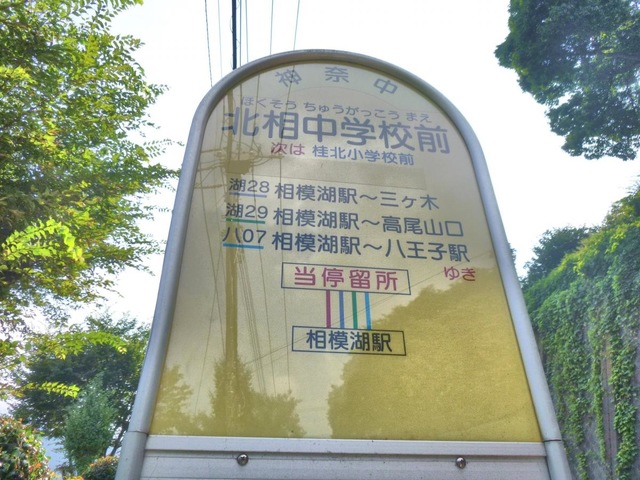 神奈中
ほくそう ちゅうがっこう まえ
北相中学校前
次は 桂北小学校前
湖28 相模湖駅～三ヶ木
湖29 相模湖駅～高尾山口
八07 相模湖駅～八王子駅
ゆき
当停留所
相模湖駅